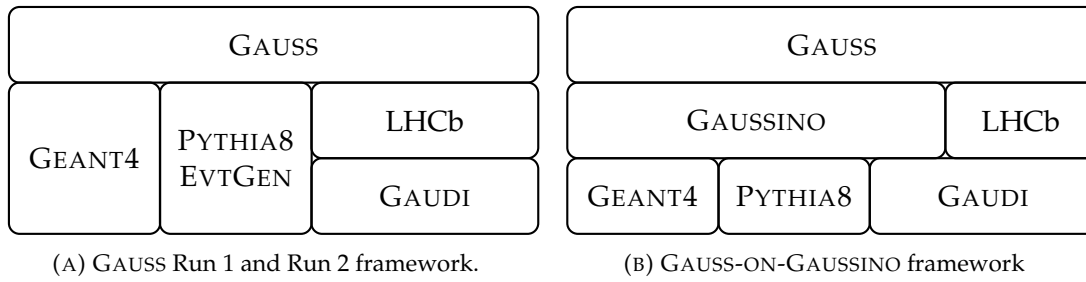 GAUSS
GEANT4
PYTHIA8
EVTGEN
LHCb
GAUDI
(A) GAUSS Run 1 and Run 2 framework.
GAUSS
GAUSSINO
LHCb
GEANT4
PYTHIA8
GAUDI
(B) GAUSS-ON-GAUSSINO framework